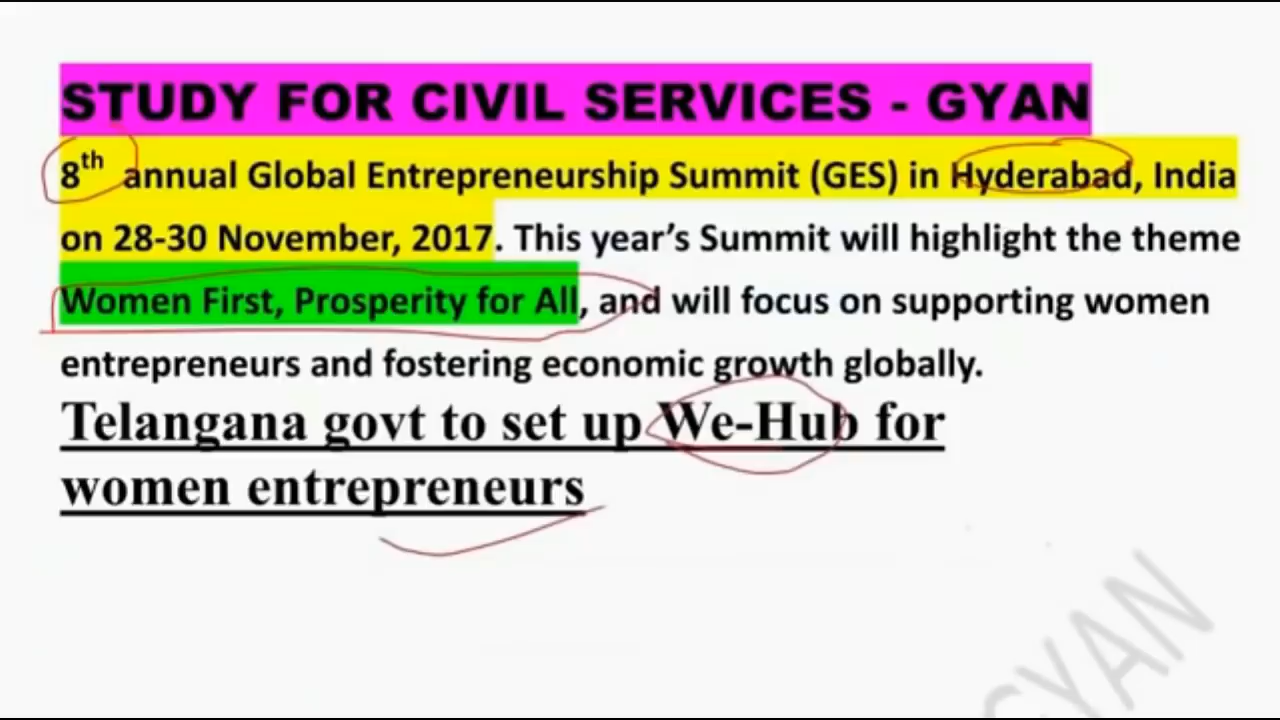 STUDY FOR CIVIL SERVICES - GYAN
8th annual Global Entrepreneurship Summit (GES) in Hyderabad, India
on 28-30 November, 2017. This year's Summit will highlight the theme
Women First, Prosperity for All, and will focus on supporting women
entrepreneurs and fostering economic growth globally.
Telangana govt to set up We-Hub for
women entrepreneurs
GYAN